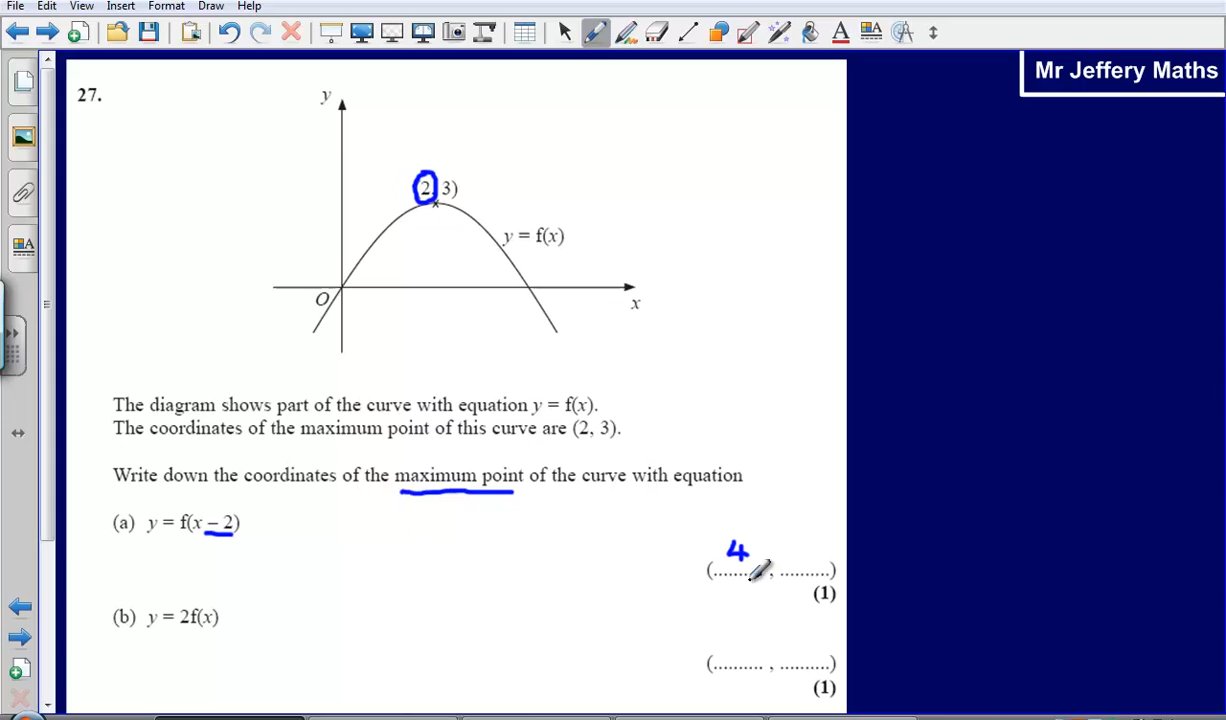 File Edit View Insert Format Draw Help
Mr Jeffery Maths
27.
y
(2, 3)
y = f(x)
O
x
The diagram shows part of the curve with equation y = f(x).
The coordinates of the maximum point of this curve are (2, 3).
Write down the coordinates of the maximum point of the curve with equation
(a) y = f(x – 2)
4
(.......... , ..........)
(1)
(b) y = 2f(x)
(.......... , ..........)
(1)